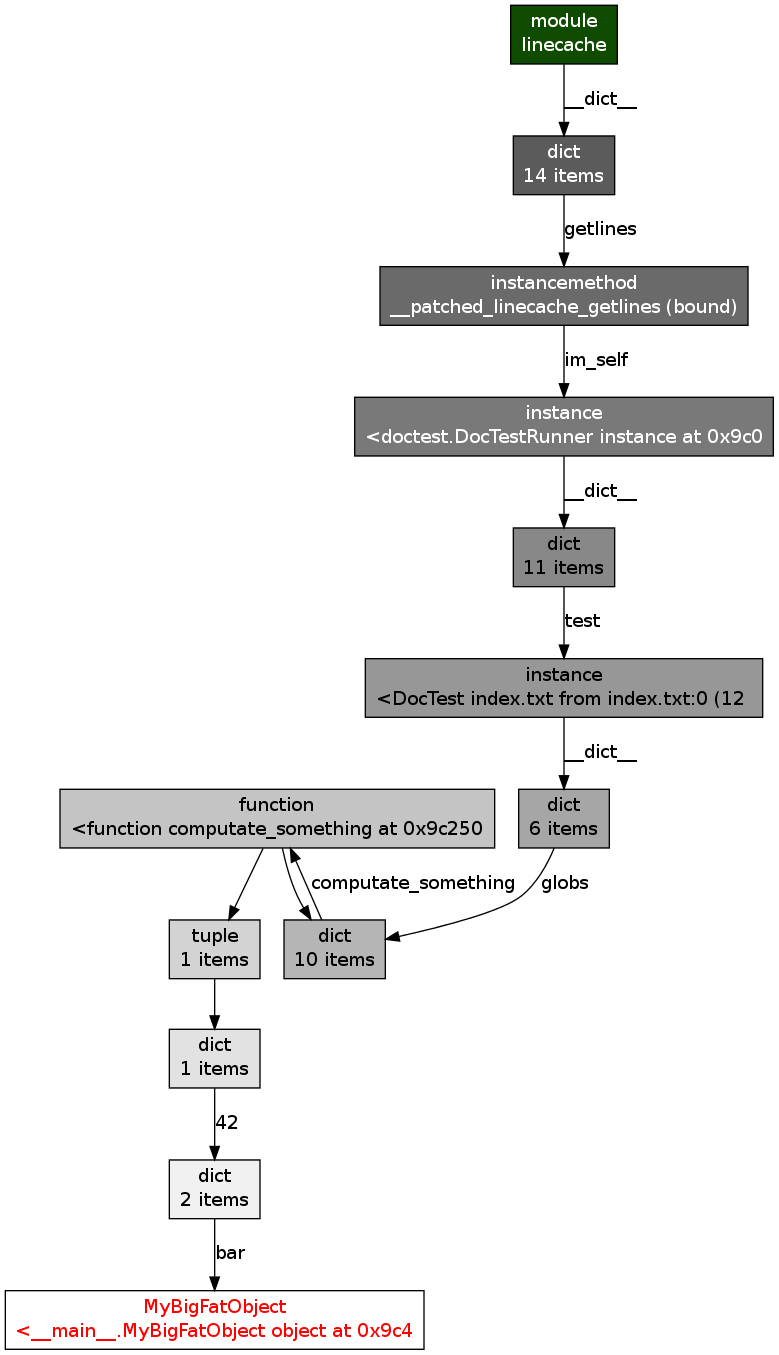 module
linecache
__dict__
dict
14 items
getlines
instancemethod
__patched_linecache_getlines (bound)
im_self
instance
<doctest.DocTestRunner instance at 0x9c0
__dict__
dict
11 items
test
instance
<DocTest index.txt from index.txt:0 (12
__dict__
function
<function computate_something at 0x9c250
dict
6 items
computate_something
globs
tuple
1 items
dict
10 items
dict
1 items
42
dict
2 items
bar
MyBigFatObject
<__main__.MyBigFatObject object at 0x9c4